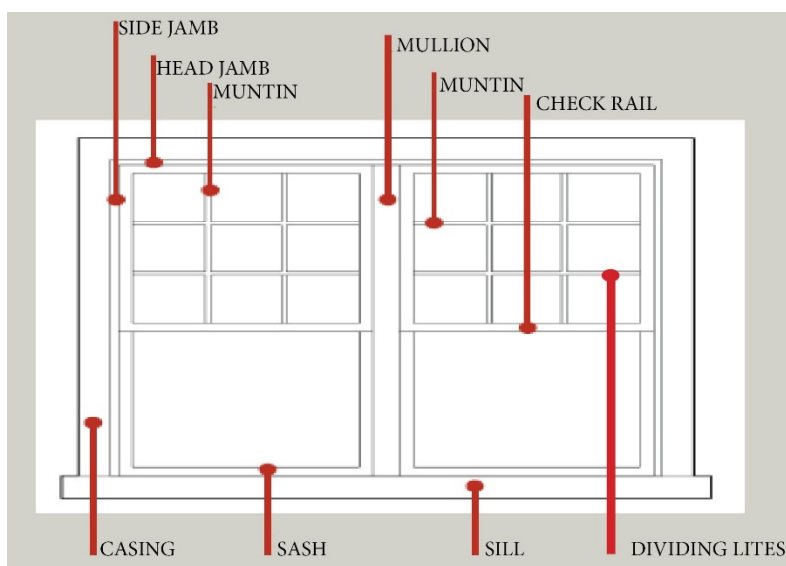 SIDE JAMB
MULLION
HEAD JAMB
MUNTIN
MUNTIN
CHECK RAIL
CASING
SASH
SILL
DIVIDING LITES